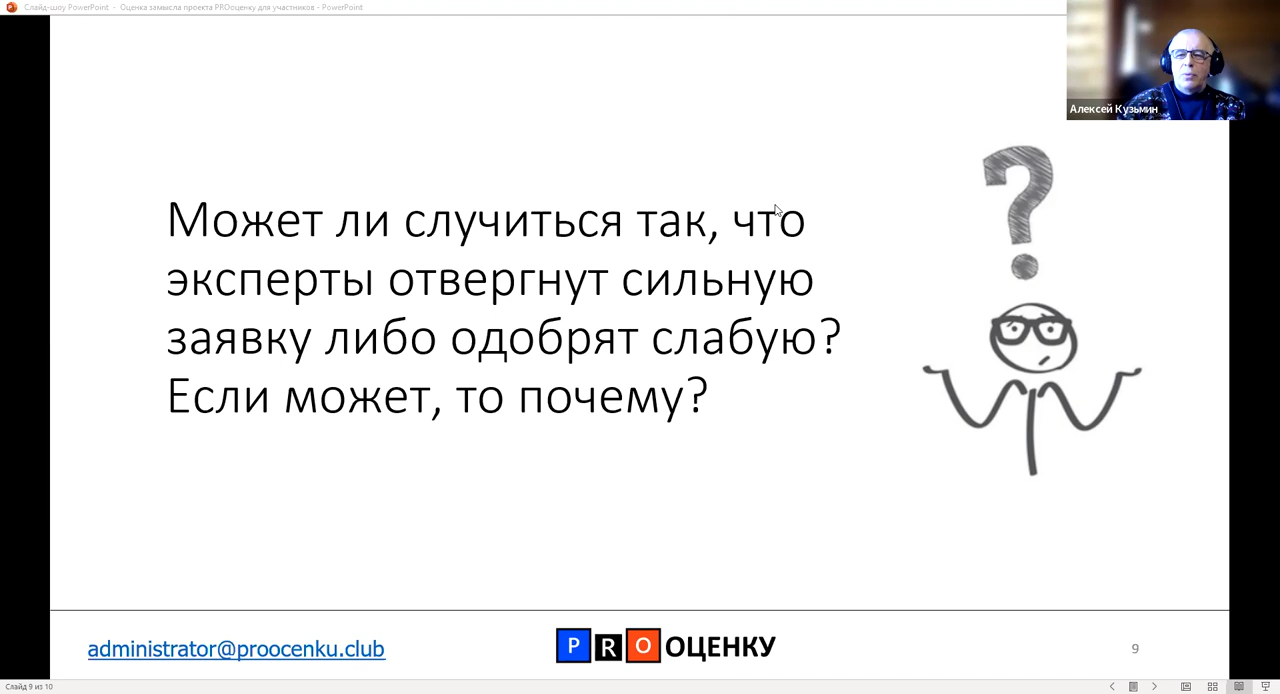 Слайд-шоу PowerPoint - Оценка замысла проекта PROоценку для участников - PowerPoint
Алексей Кузьмин
Может ли случиться так, что
эксперты отвергнут сильную
заявку либо одобрят слабую?
Если может, то почему?
?
administrator@proocenku.club
PRO ОЦЕНКУ
9
Слайд 9 из 10